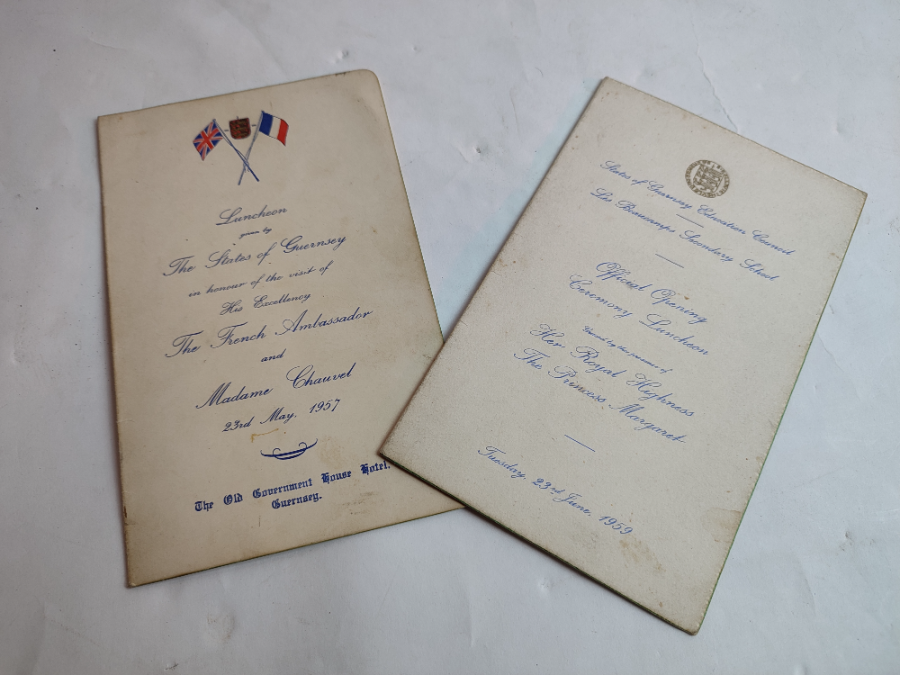 Luncheon
given by
The States of Guernsey
in honour of the visit of
His Excellency
The French Ambassador
and
Madame Chauvel
23rd May, 1957
The Old Government House Hotel.
Guernsey.
States of Guernsey Education Council
Les Beaucamps Secondary School
Official Opening
Ceremony Luncheon
Graced by the presence of
Her Royal Highness
The Princess Margaret
Tuesday, 23rd June, 1959